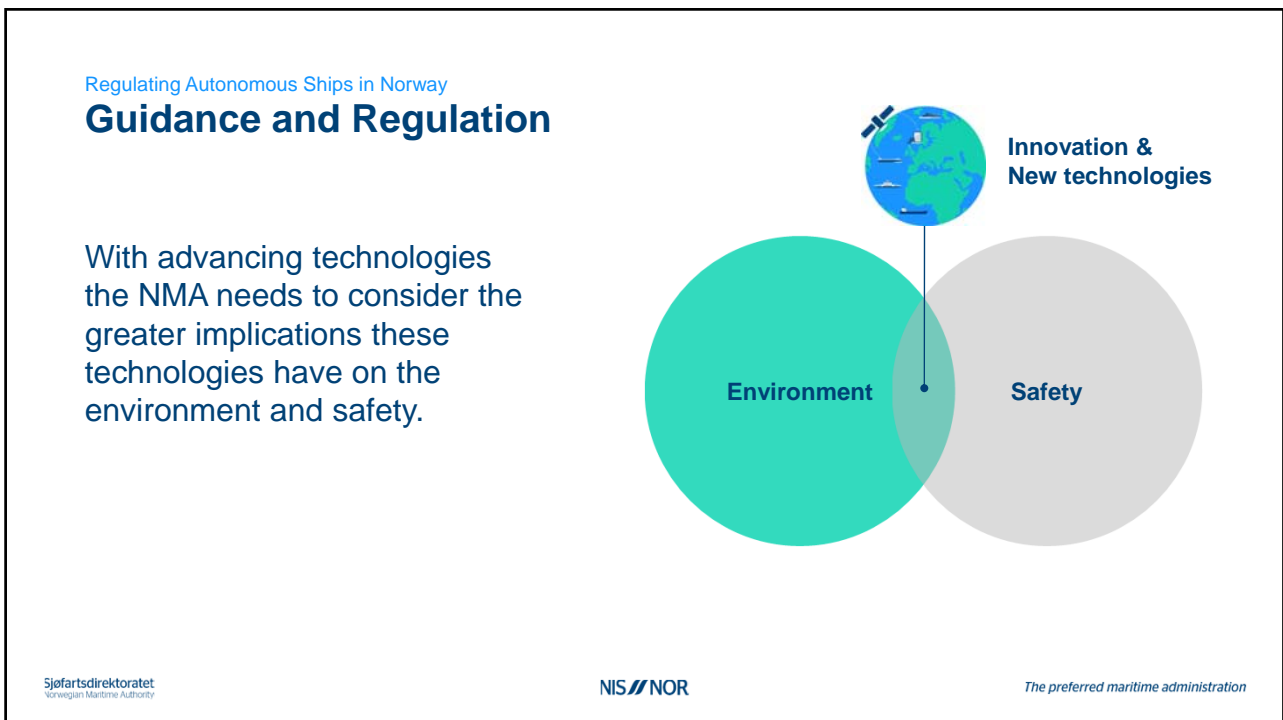 Regulating Autonomous Ships in Norway
Guidance and Regulation
With advancing technologies
the NMA needs to consider the
greater implications these
technologies have on the
environment and safety.
Innovation &
New technologies
Environment
Safety
Sjøfartsdirektoratet
Norwegian Maritime Authority
NIS//NOR
The preferred maritime administration